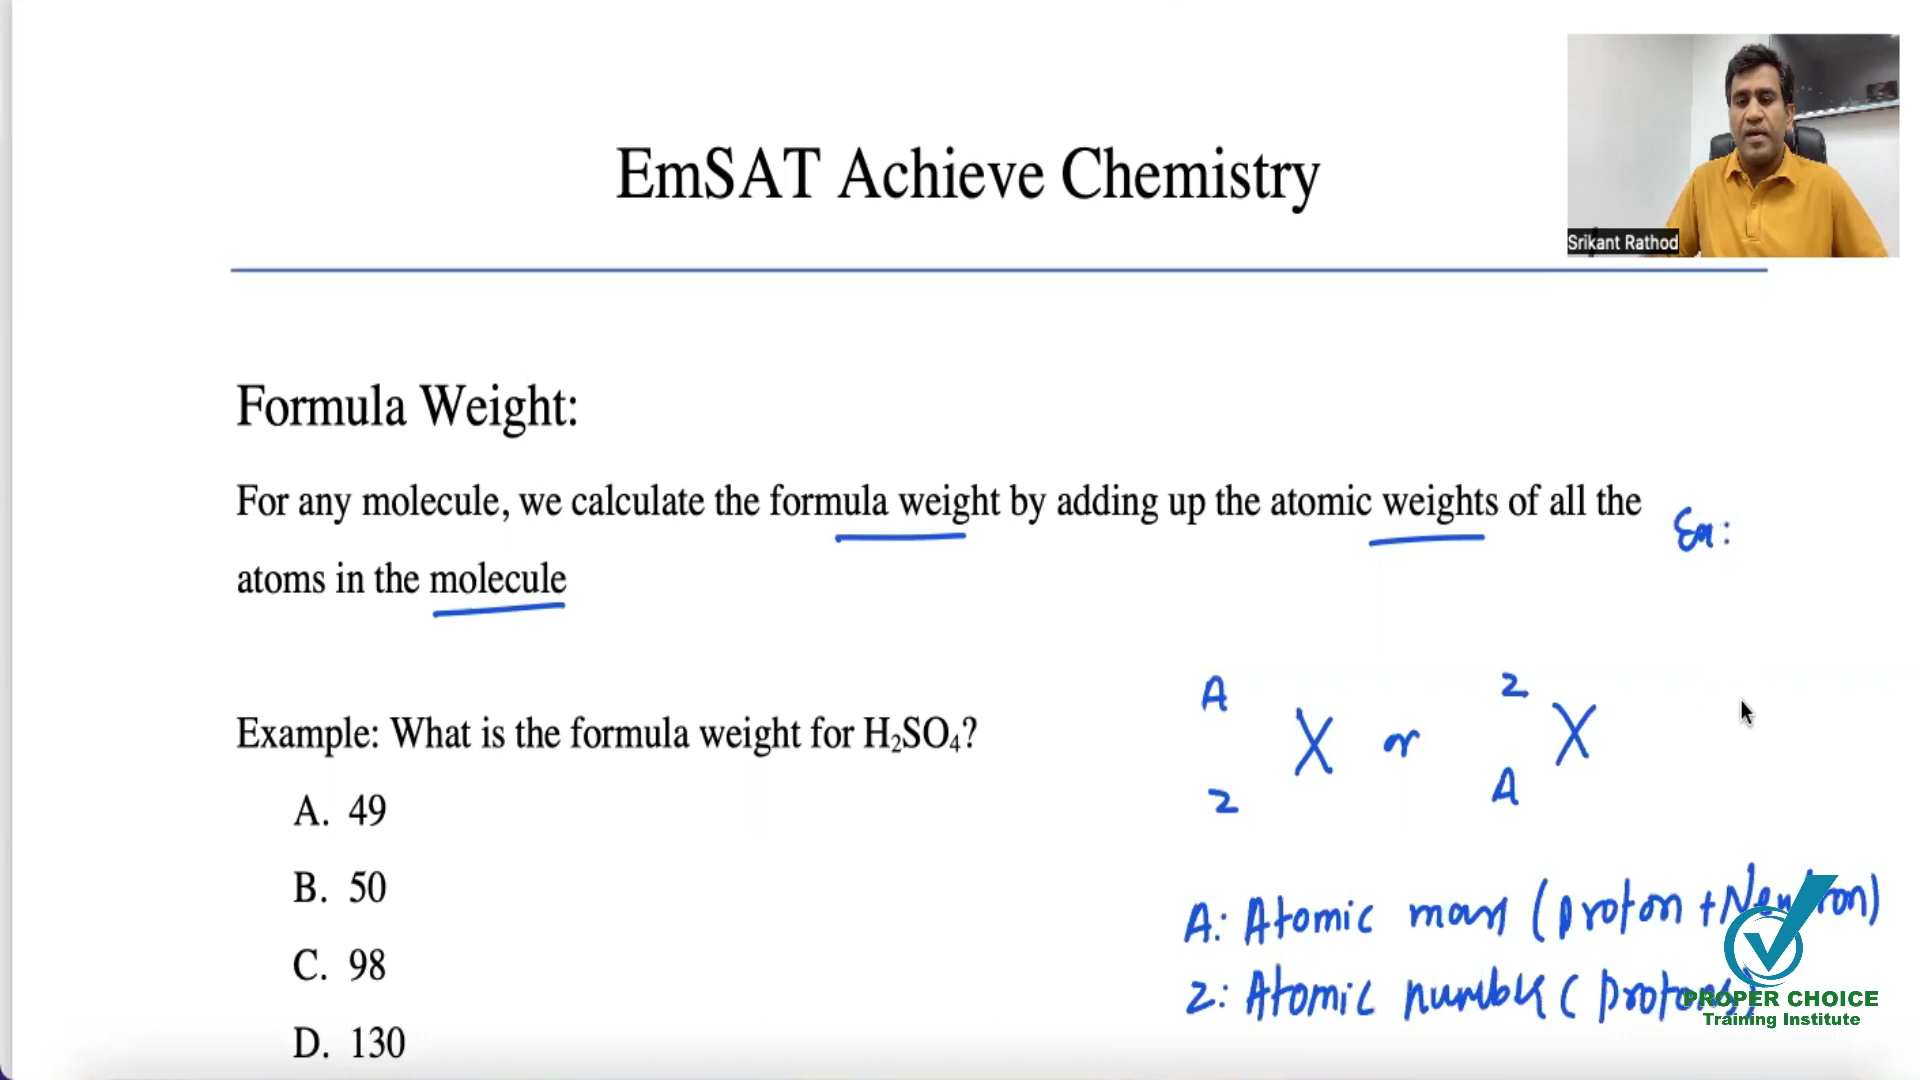 EmSAT Achieve Chemistry
Srikant Rathod
Formula Weight:
For any molecule, we calculate the formula weight by adding up the atomic weights of all the
atoms in the molecule
Ex:
Example: What is the formula weight for H₂SO₄?
A. 49
B. 50
C. 98
D. 130
A Z X or Z A X
A: Atomic mass (proton + Neutron)
Z: Atomic number (protons)
PROPER CHOICE
Training Institute